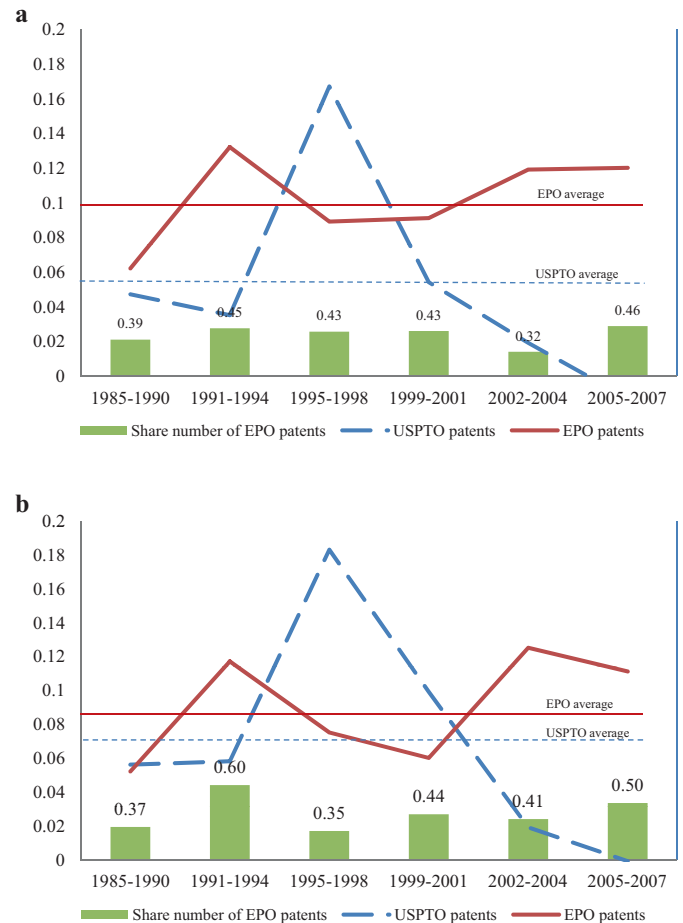 a
0.2
0.18
0.16
0.14
0.12
0.1
0.08
0.06
0.04
0.02
0
EPO average
USPTO average
0.39 0.45 0.43 0.43 0.32 0.46
1985-1990 1991-1994 1995-1998 1999-2001 2002-2004 2005-2007
Share number of EPO patents USPTO patents EPO patents
b
0.2
0.18
0.16
0.14
0.12
0.1
0.08
0.06
0.04
0.02
0
EPO average
USPTO average
0.37 0.60 0.35 0.44 0.41 0.50
1985-1990 1991-1994 1995-1998 1999-2001 2002-2004 2005-2007
Share number of EPO patents USPTO patents EPO patents